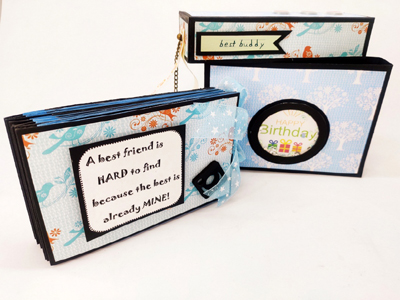 best buddy
HAPPY
Birthday
A best friend is
HARD to find
because the best is
already MINE!